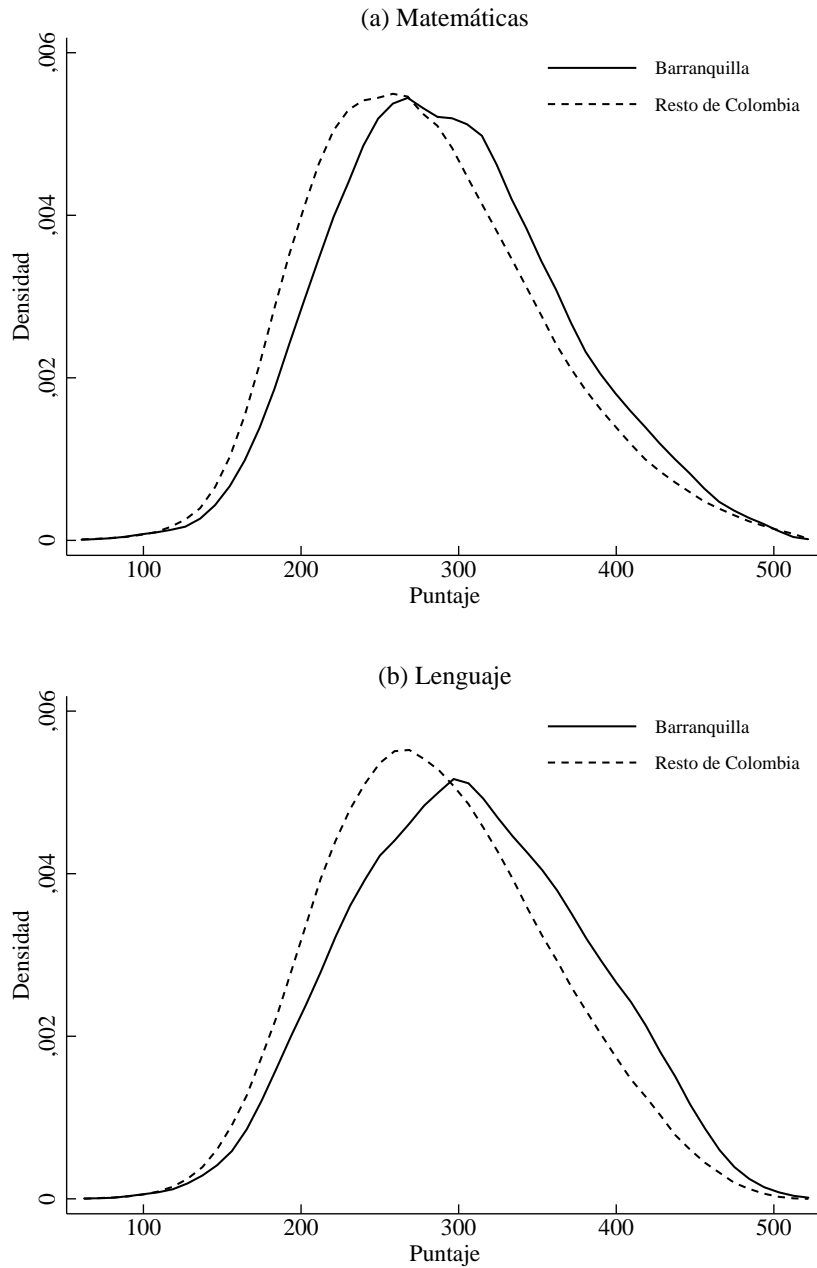 (a) Matemáticas
,006
,004
,002
0
Densidad
Barranquilla
Resto de Colombia
100 200 300 400 500
Puntaje
(b) Lenguaje
,006
,004
,002
0
Densidad
Barranquilla
Resto de Colombia
100 200 300 400 500
Puntaje